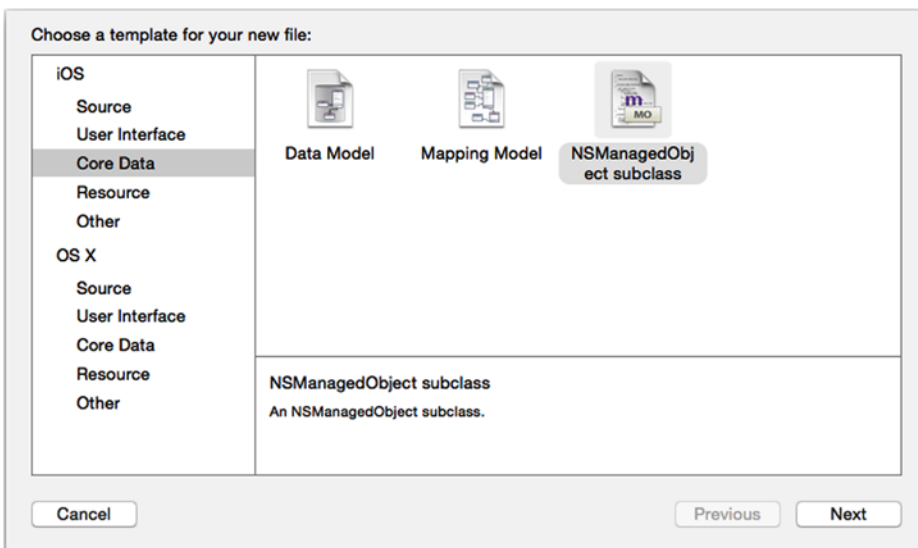 Choose a template for your new file:
iOS
Source
User Interface
Core Data
Resource
Other
OS X
Source
User Interface
Core Data
Resource
Other
Data Model
Mapping Model
m
MO
NSManagedObj
ect subclass
NSManagedObject subclass
An NSManagedObject subclass.
Cancel
Previous
Next